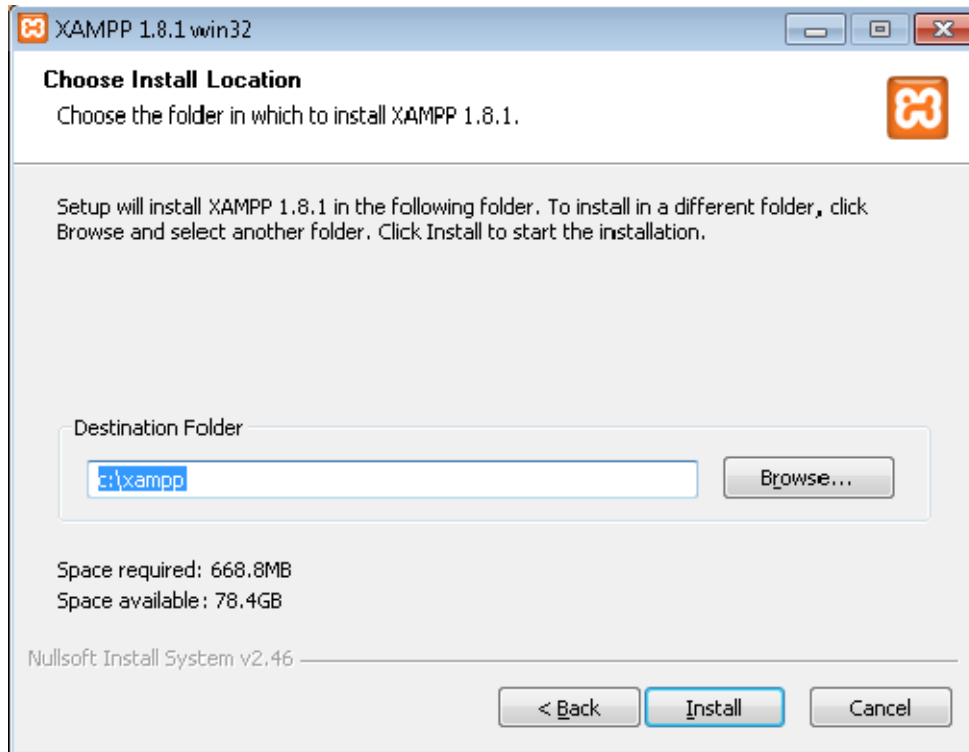 XAMPP 1.8.1 win32
Choose Install Location
Choose the folder in which to install XAMPP 1.8.1.
Setup will install XAMPP 1.8.1 in the following folder. To install in a different folder, click
Browse and select another folder. Click Install to start the installation.
Destination Folder
c:\xampp
Browse...
Space required: 668.8MB
Space available: 78.4GB
Nullsoft Install System v2.46
< Back
Install
Cancel